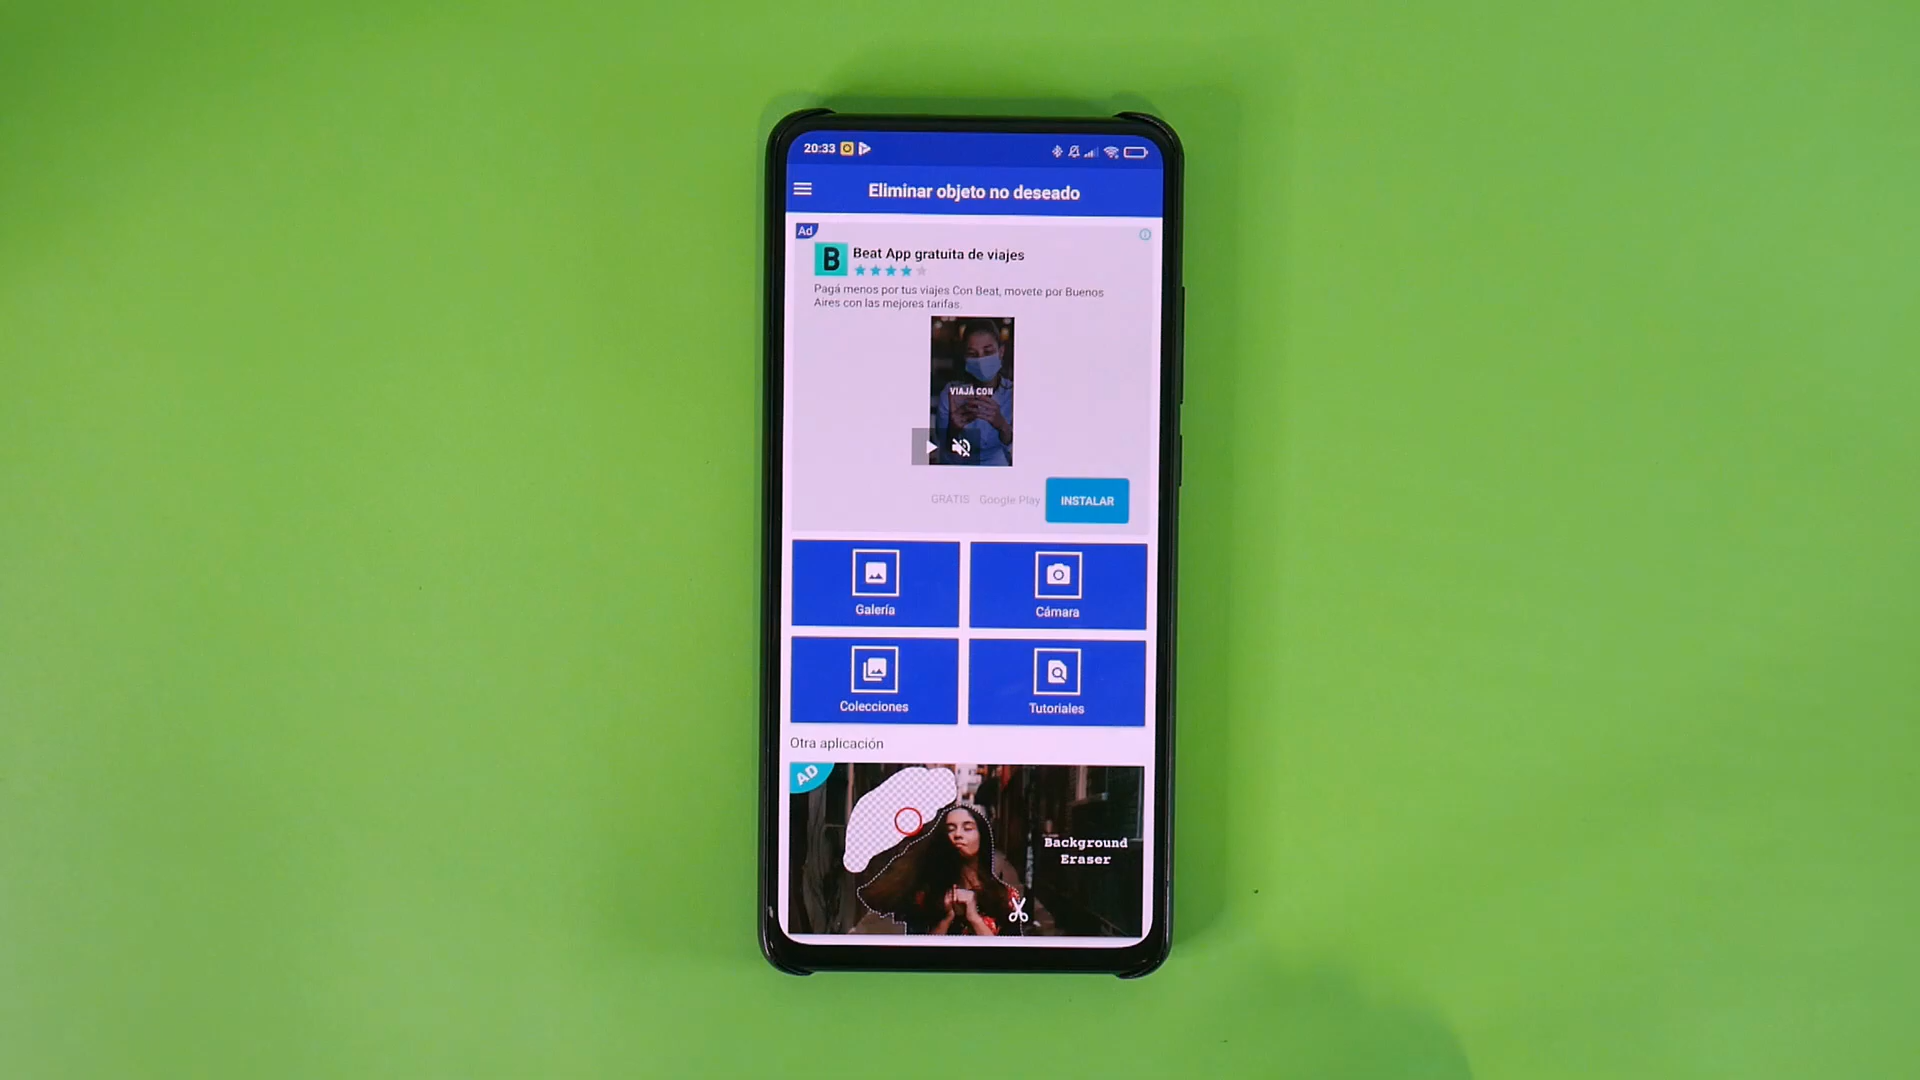 20:33
Eliminar objeto no deseado
Ad
B
Beat App gratuita de viajes
Pagá menos por tus viajes Con Beat, movete por Buenos
Aires con las mejores tarifas.
VIAJÁ CON
GRATIS Google Play INSTALAR
Galería Cámara
Colecciones Tutoriales
Otra aplicación
AD
Background
Eraser